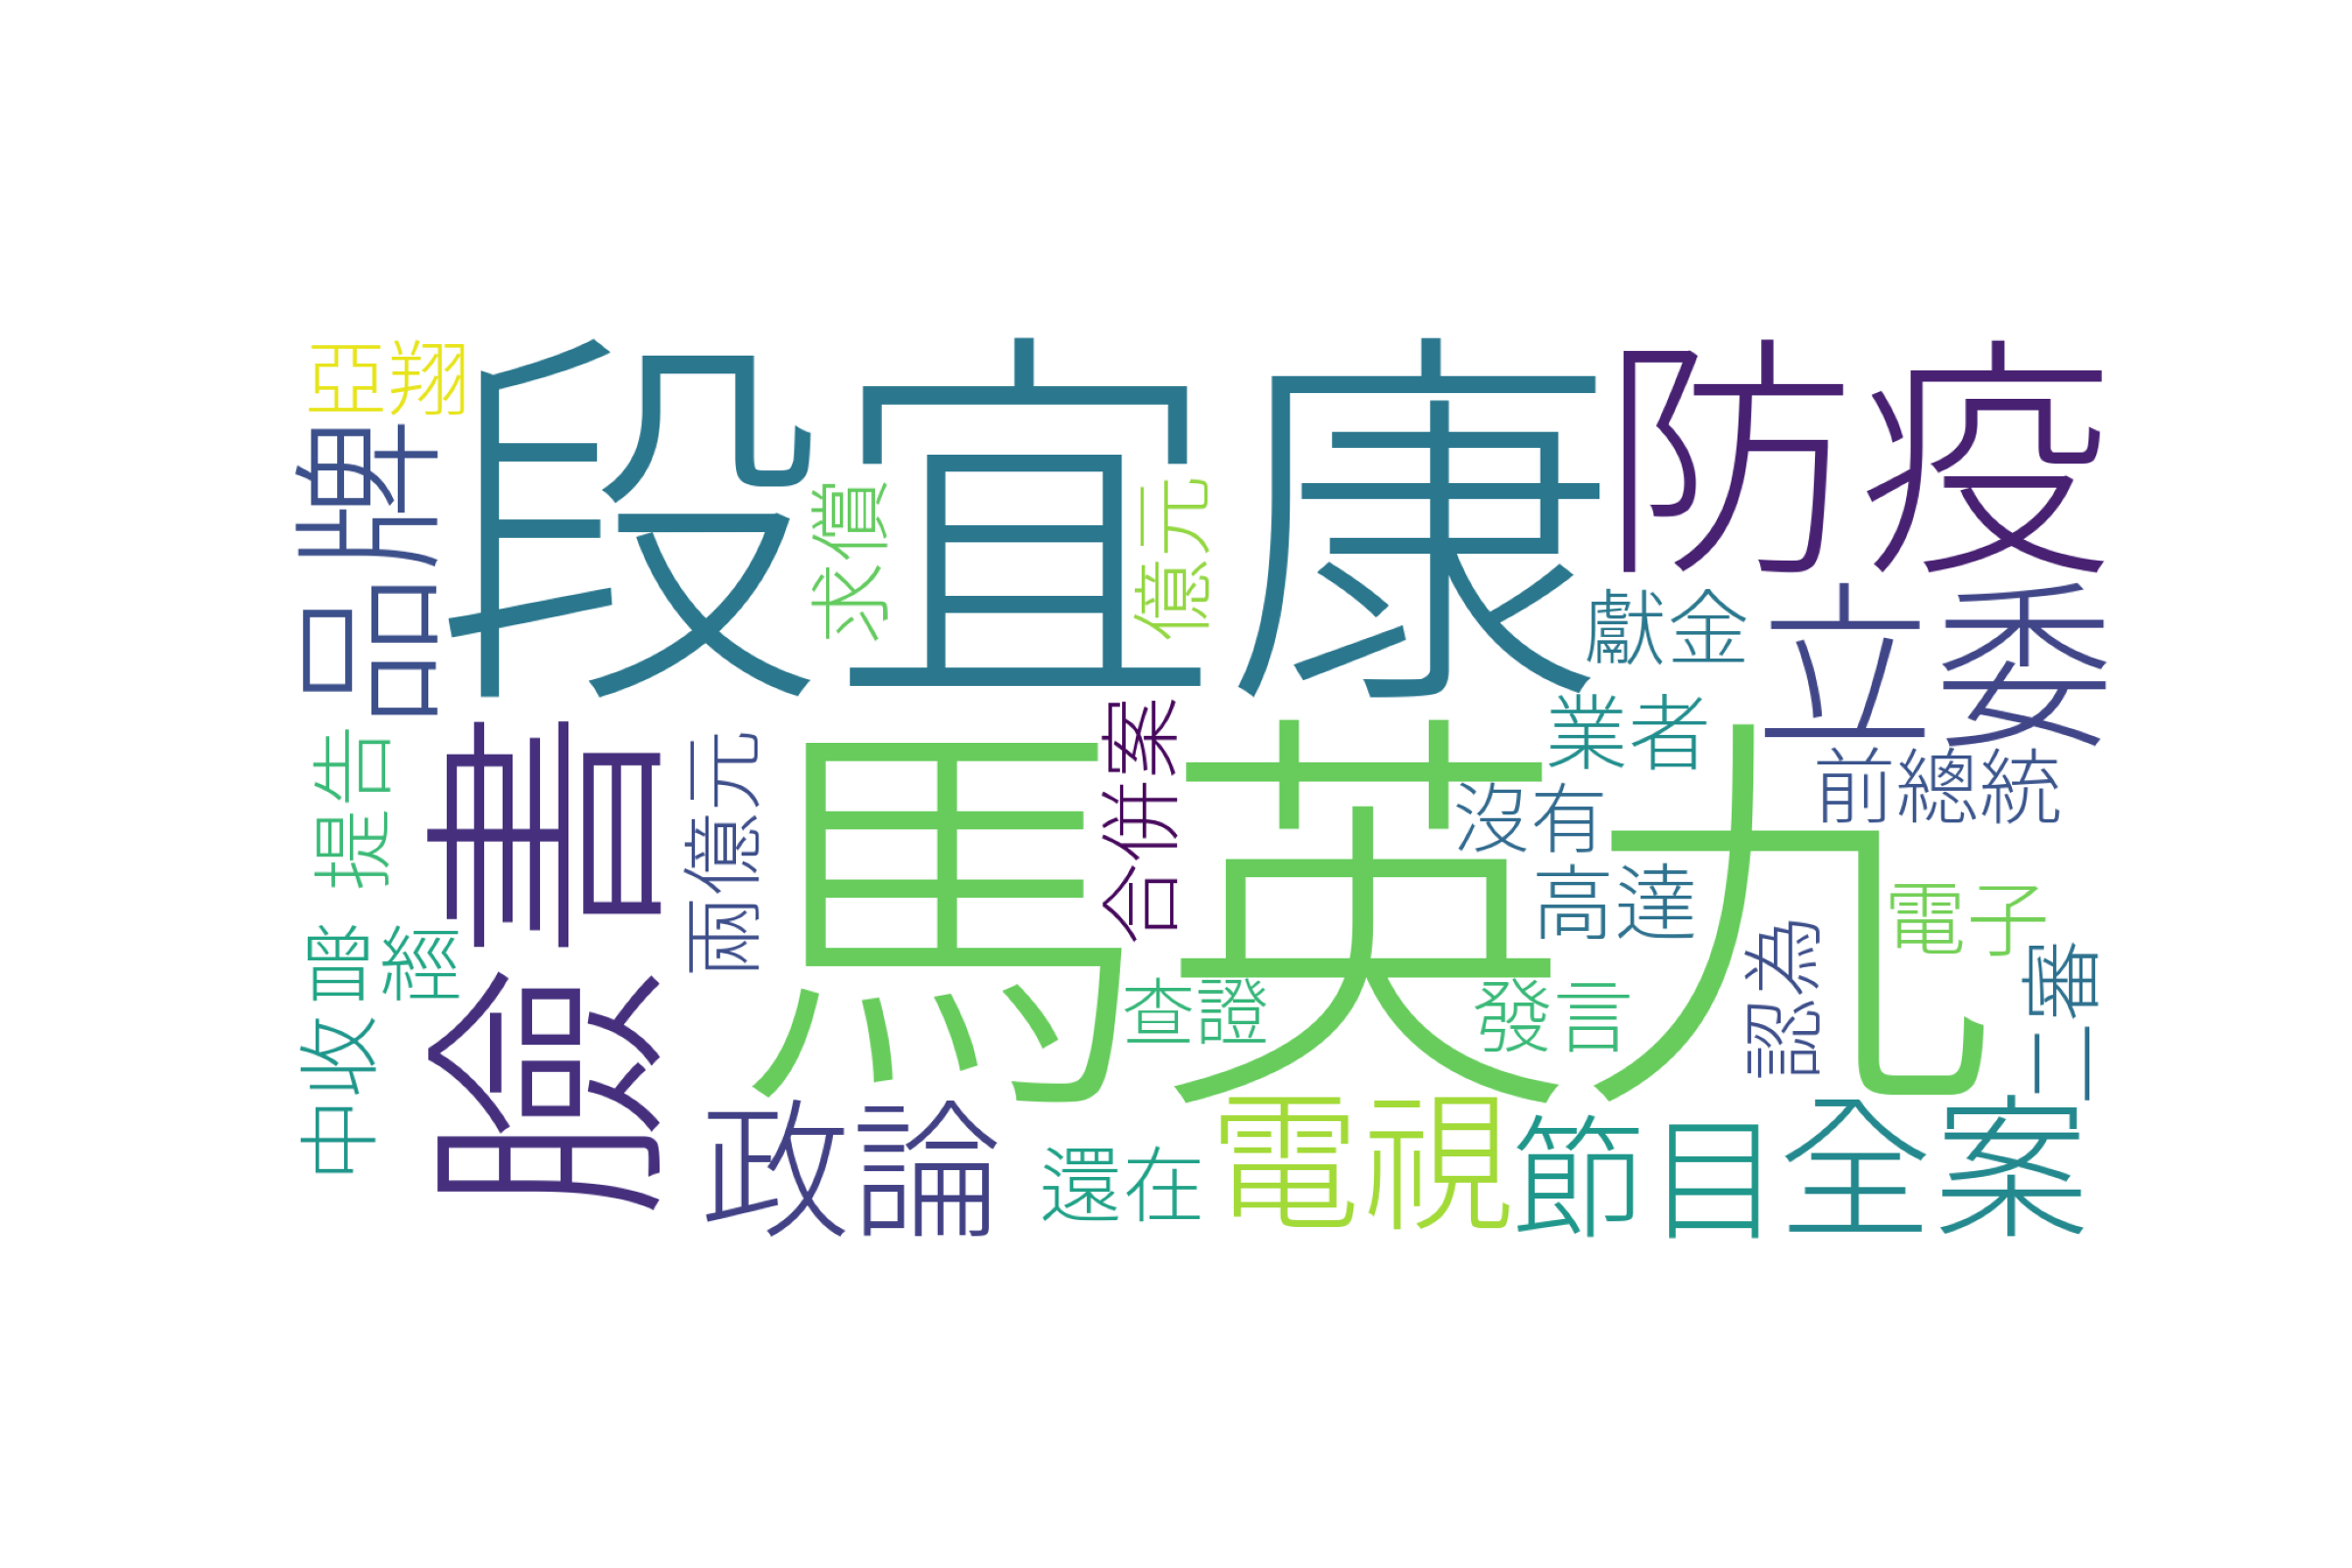 段宜康
防疫
馬英九
臉書
亞翔
品牌
求償
億元
獻金
立委
業者
前總統
提告
兩億元
合併案
沒有
高達
電子
曾經
中收
查證
發言
認為
二審
政論
還在
電視
節目
全案